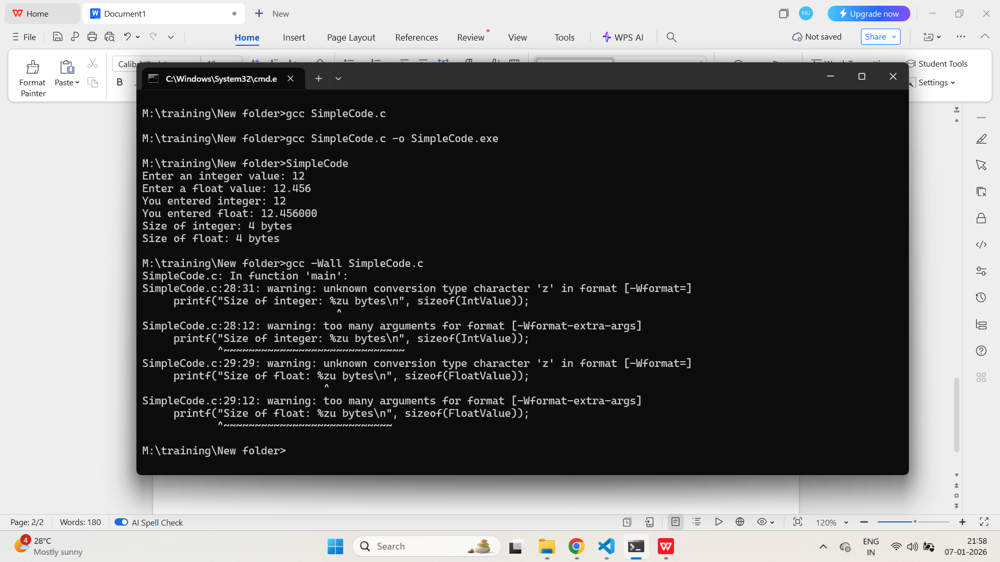 Home
Document1
New
MU
Upgrade now
File
Home
Insert
Page Layout
References
Review
View
Tools
WPS AI
Not saved
Share
Format
Painter
Paste
B
Student Tools
Settings
C:\Windows\System32\cmd.e
M:\training\New folder>gcc SimpleCode.c
M:\training\New folder>gcc SimpleCode.c -o SimpleCode.exe
M:\training\New folder>SimpleCode
Enter an integer value: 12
Enter a float value: 12.456
You entered integer: 12
You entered float: 12.456000
Size of integer: 4 bytes
Size of float: 4 bytes
M:\training\New folder>gcc -Wall SimpleCode.c
SimpleCode.c: In function 'main':
SimpleCode.c:28:31: warning: unknown conversion type character 'z' in format [-Wformat=]
printf("Size of integer: %zu bytes\n", sizeof(IntValue));
^
SimpleCode.c:28:12: warning: too many arguments for format [-Wformat-extra-args]
printf("Size of integer: %zu bytes\n", sizeof(IntValue));
^~~~~~~~~~~~~~~~~~~~~~~~~~~~~~
SimpleCode.c:29:29: warning: unknown conversion type character 'z' in format [-Wformat=]
printf("Size of float: %zu bytes\n", sizeof(FloatValue));
^
SimpleCode.c:29:12: warning: too many arguments for format [-Wformat-extra-args]
printf("Size of float: %zu bytes\n", sizeof(FloatValue));
^~~~~~~~~~~~~~~~~~~~~~~~~~~~
M:\training\New folder>
Page: 2/2
Words: 180
AI Spell Check
120%
4
28°C
Mostly sunny
Search
ENG
IN
21:58
07-01-2026